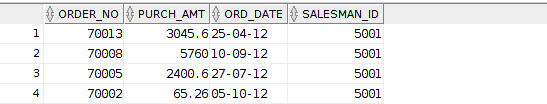 ORDER_NO PURCH_AMT ORD_DATE SALESMAN_ID
1 70013 3045.6 25-04-12 5001
2 70008 5760 10-09-12 5001
3 70005 2400.6 27-07-12 5001
4 70002 65.26 05-10-12 5001